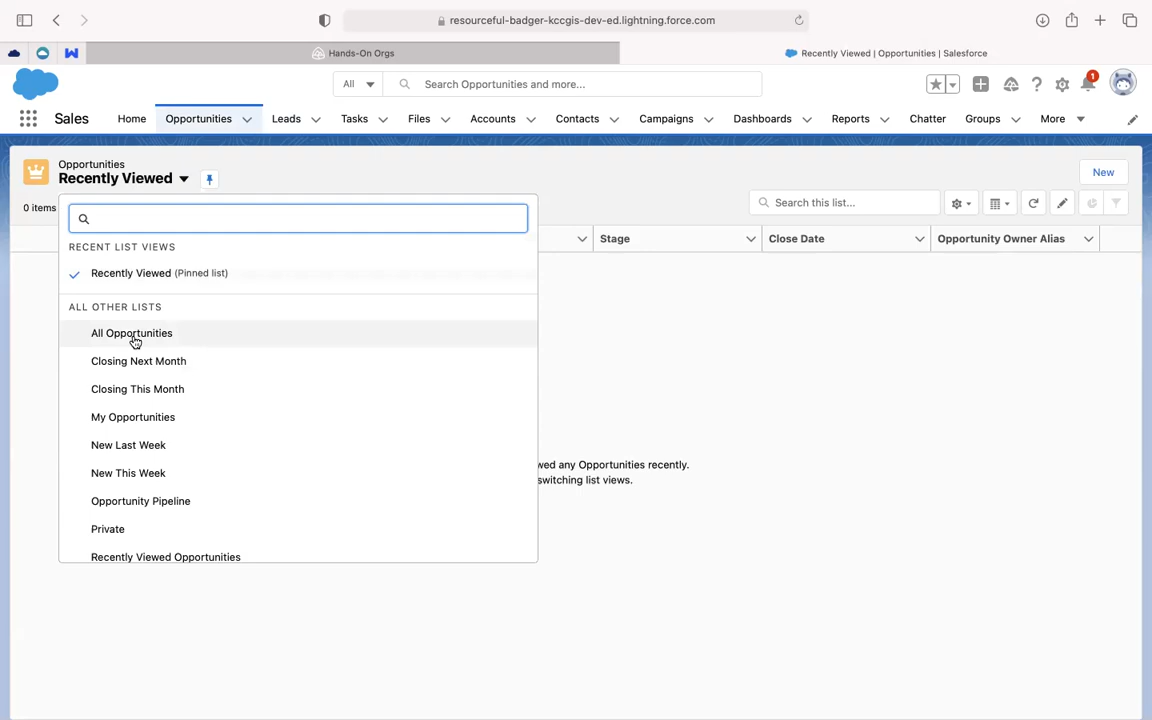 resourceful-badger-kccgis-dev-ed.lightning.force.com
Hands-On Orgs
Recently Viewed | Opportunities | Salesforce
All
Search Opportunities and more...
1
Sales
Home
Opportunities
Leads
Tasks
Files
Accounts
Contacts
Campaigns
Dashboards
Reports
Chatter
Groups
More
Opportunities
Recently Viewed
New
0 items
Search this list...
RECENT LIST VIEWS
Stage
Close Date
Opportunity Owner Alias
Recently Viewed (Pinned list)
ALL OTHER LISTS
All Opportunities
Closing Next Month
Closing This Month
My Opportunities
New Last Week
New This Week
Opportunity Pipeline
Private
Recently Viewed Opportunities
any Opportunities recently.
switching list views.